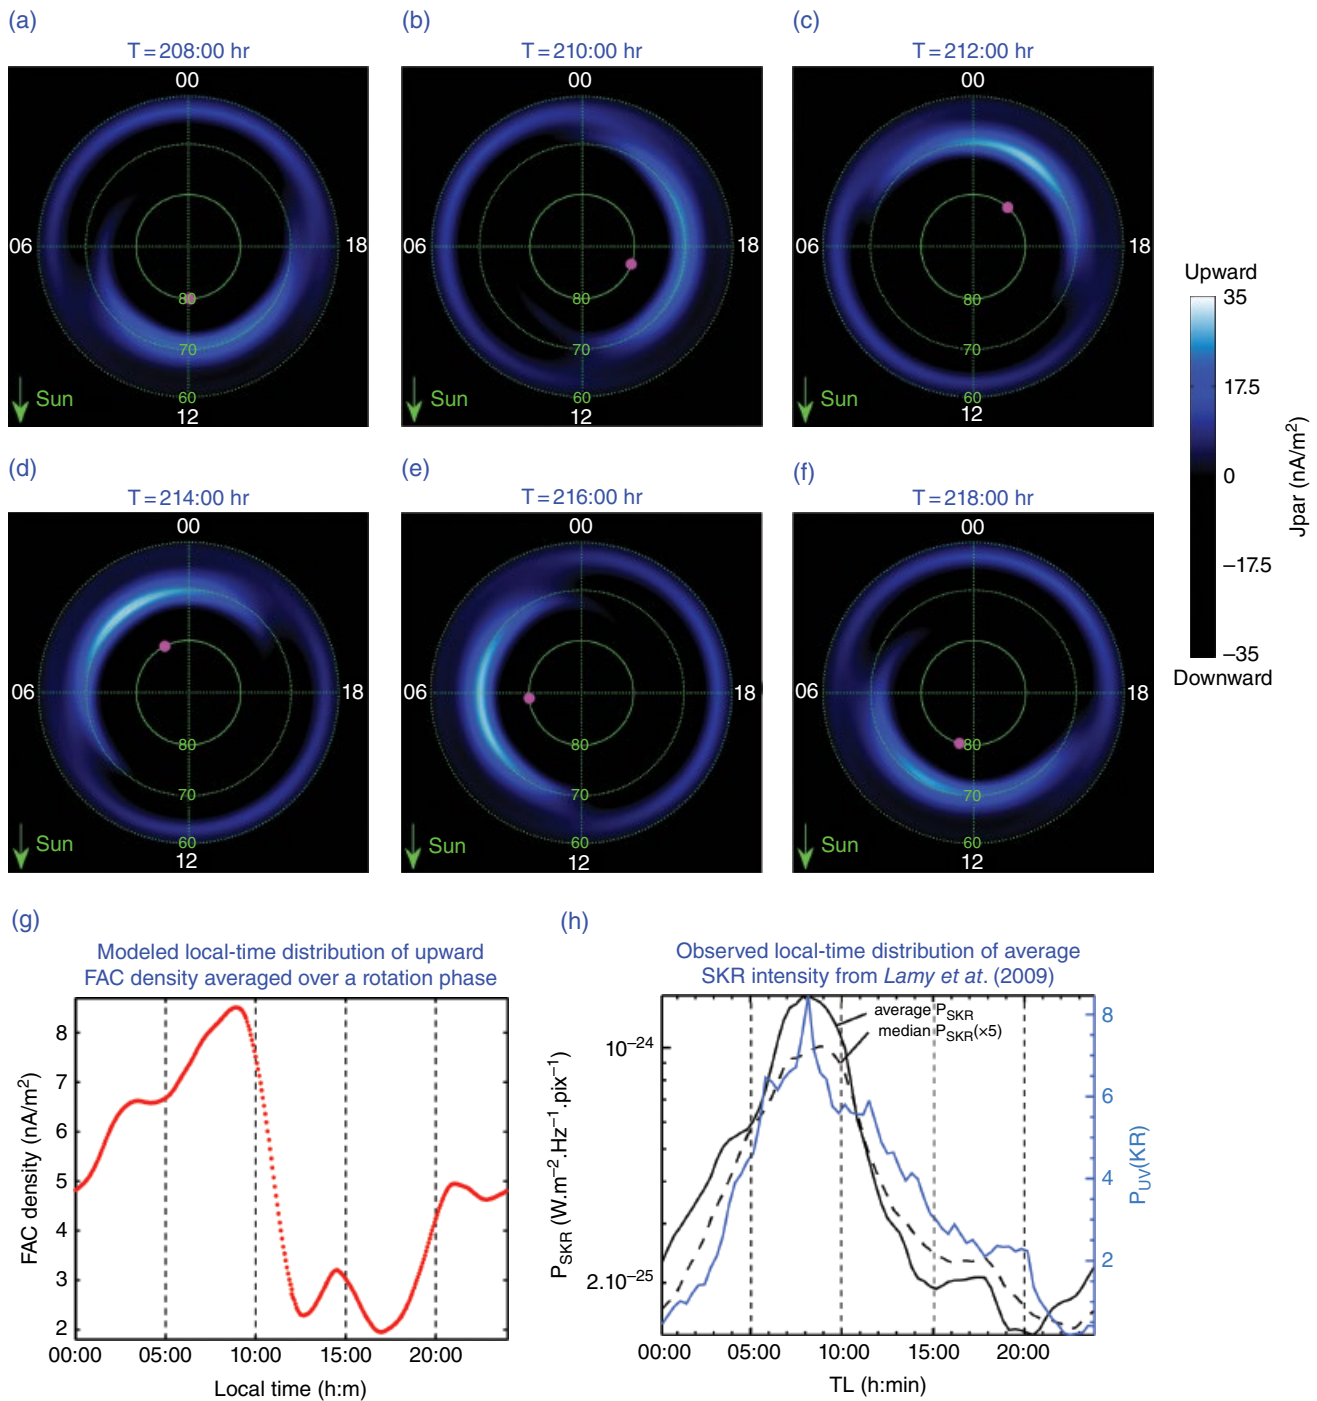 (a)
T = 208:00 hr
00
06
18
80
70
60
12
Sun
(b)
T = 210:00 hr
00
06
18
80
70
60
12
Sun
(c)
T = 212:00 hr
00
06
18
80
70
60
12
Sun
(d)
T = 214:00 hr
00
06
18
80
70
60
12
Sun
(e)
T = 216:00 hr
00
06
18
80
70
60
12
Sun
(f)
T = 218:00 hr
00
06
18
80
70
60
12
Sun
Upward
35
17.5
0
−17.5
−35
Downward
Jpar (nA/m²)
(g)
Modeled local-time distribution of upward
FAC density averaged over a rotation phase
FAC density (nA/m²)
8
7
6
5
4
3
2
00:00 05:00 10:00 15:00 20:00
Local time (h:m)
(h)
Observed local-time distribution of average
SKR intensity from Lamy et at. (2009)
average P_SKR
median P_SKR(×5)
P_SKR (W.m⁻².Hz⁻¹.pix⁻¹)
10⁻²⁴
2.10⁻²⁵
8
6
4
2
P_UV(KR)
00:00 05:00 10:00 15:00 20:00
TL (h:min)